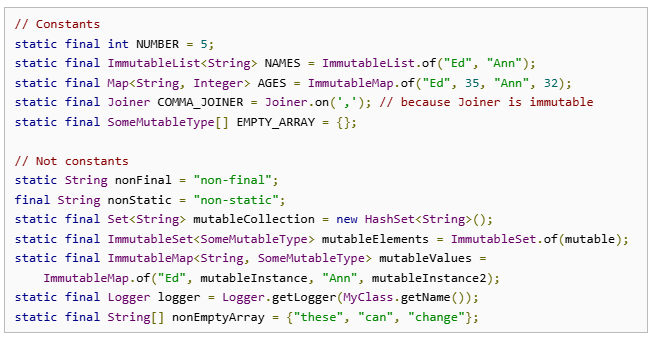 // Constants
static final int NUMBER = 5;
static final ImmutableList<String> NAMES = ImmutableList.of("Ed", "Ann");
static final Map<String, Integer> AGES = ImmutableMap.of("Ed", 35, "Ann", 32);
static final Joiner COMMA_JOINER = Joiner.on(','); // because Joiner is immutable
static final SomeMutableType[] EMPTY_ARRAY = {};

// Not constants
static String nonFinal = "non-final";
final String nonStatic = "non-static";
static final Set<String> mutableCollection = new HashSet<String>();
static final ImmutableSet<SomeMutableType> mutableElements = ImmutableSet.of(mutable);
static final ImmutableMap<String, SomeMutableType> mutableValues =
    ImmutableMap.of("Ed", mutableInstance, "Ann", mutableInstance2);
static final Logger logger = Logger.getLogger(MyClass.getName());
static final String[] nonEmptyArray = {"these", "can", "change"};